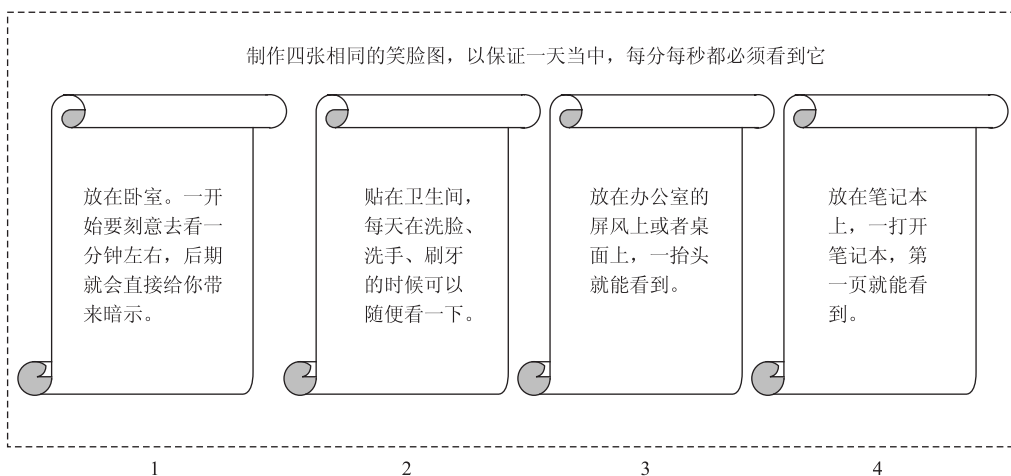 制作四张相同的笑脸图，以保证一天当中，每分每秒都必须看到它
放在卧室。一开
始要刻意去看一
分钟左右，后期
就会直接给你带
来暗示。
贴在卫生间，
每天在洗脸、
洗手、刷牙
的时候可以
随便看一下。
放在办公室的
屏风上或者桌
面上，一抬头
就能看到。
放在笔记本
上，一打开
笔记本，第
一页就能看
到。
1
2
3
4